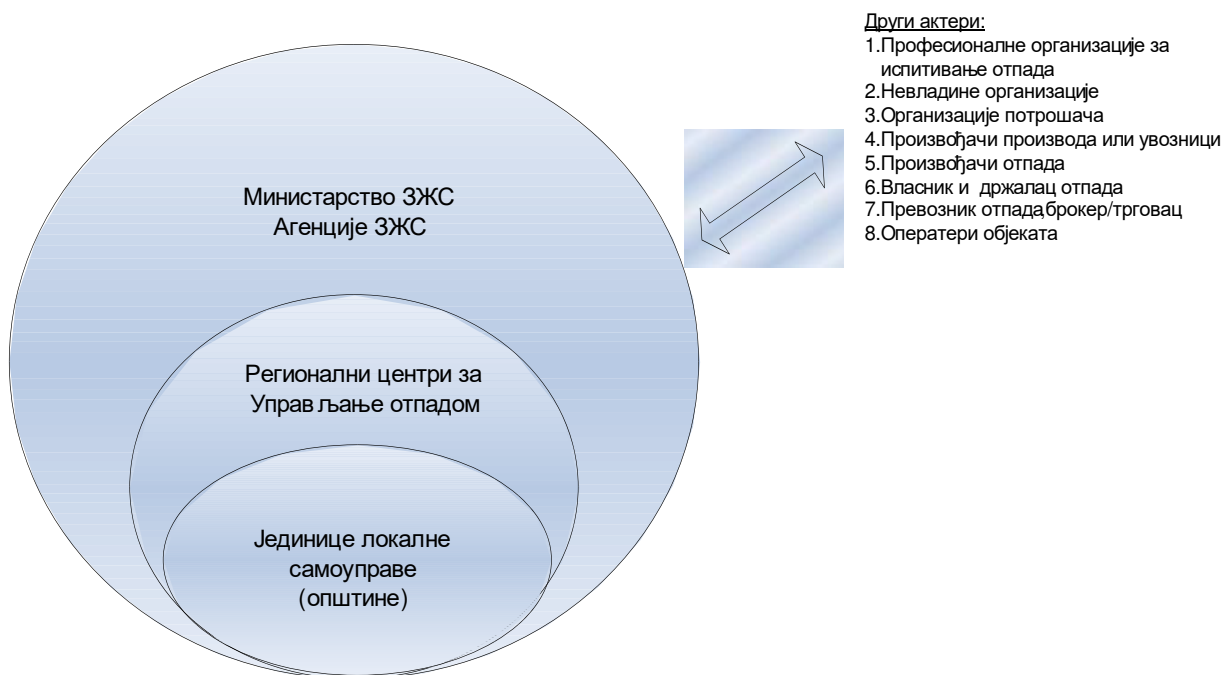 Други актери:
1.Професионалне организације за
испитивање отпада
2.Невладине организације
3.Организације потрошача
4.Произвођачи производа или увозници
5.Произвођачи отпада
6.Власник и држалац отпада
7.Превозник отпада,брокер/трговац
8.Оператери објеката
Министарство ЗЖС
Агенције ЗЖС
Регионални центри за
Управљање отпадом
Јединице локалне
самоуправе
(општине)